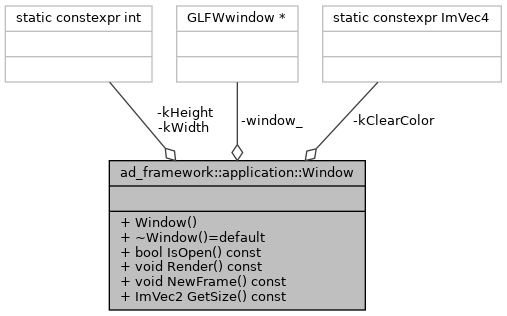 static constexpr int
GLFWwindow *
static constexpr ImVec4
-kHeight
-kWidth
-window_
-kClearColor
ad_framework::application::Window
+ Window()
+ ~Window()=default
+ bool IsOpen() const
+ void Render() const
+ void NewFrame() const
+ ImVec2 GetSize() const